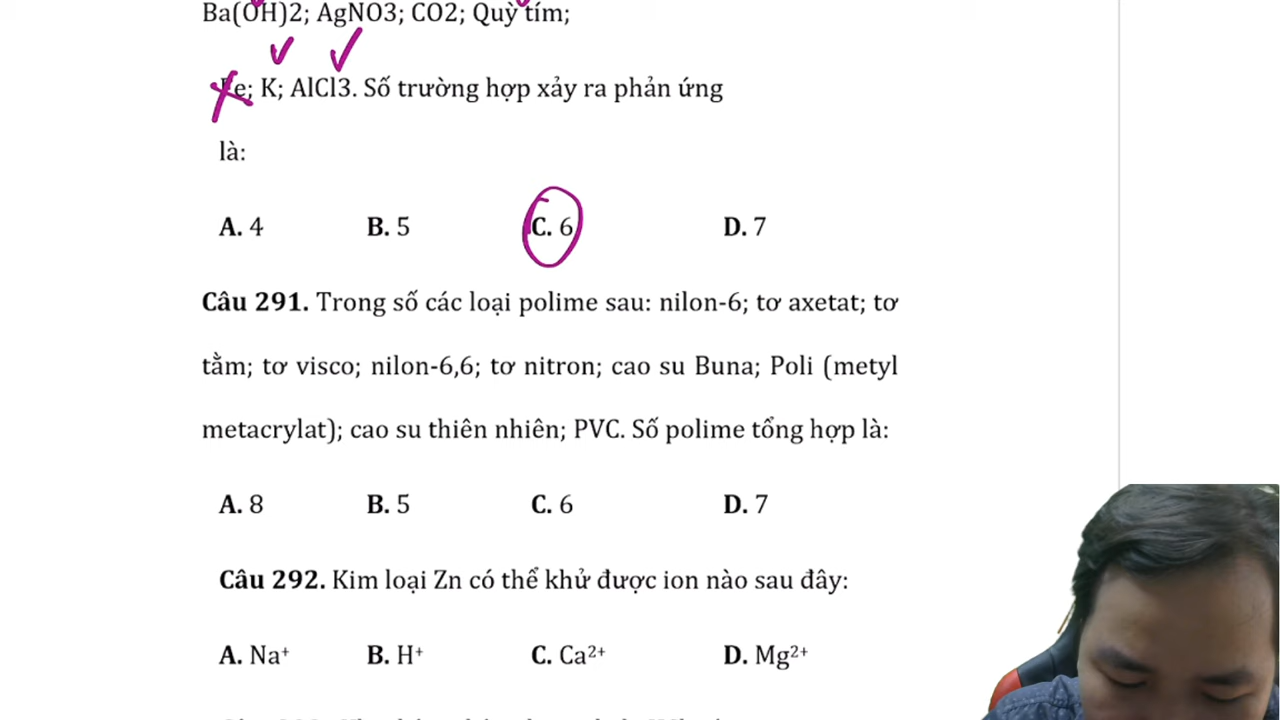 Ba(OH)2; AgNO3; CO2; Quỳ tím;
Fe; K; AlCl3. Số trường hợp xảy ra phản ứng
là:
A. 4 B. 5 C. 6 D. 7
Câu 291. Trong số các loại polime sau: nilon-6; tơ axetat; tơ
tằm; tơ visco; nilon-6,6; tơ nitron; cao su Buna; Poli (metyl
metacrylat); cao su thiên nhiên; PVC. Số polime tổng hợp là:
A. 8 B. 5 C. 6 D. 7
Câu 292. Kim loại Zn có thể khử được ion nào sau đây:
A. Na⁺ B. H⁺ C. Ca²⁺ D. Mg²⁺